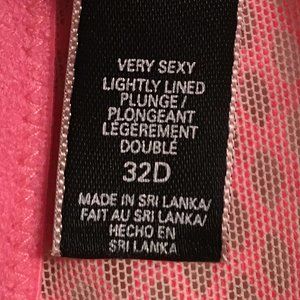 VERY SEXY
LIGHTLY LINED
PLUNGE/
PLONGEANT
LÉGÈREMENT
DOUBLÉ
32D
MADE IN SRI LANKA/
FAIT AU SRI LANKA/
HECHO EN
SRI LANKA